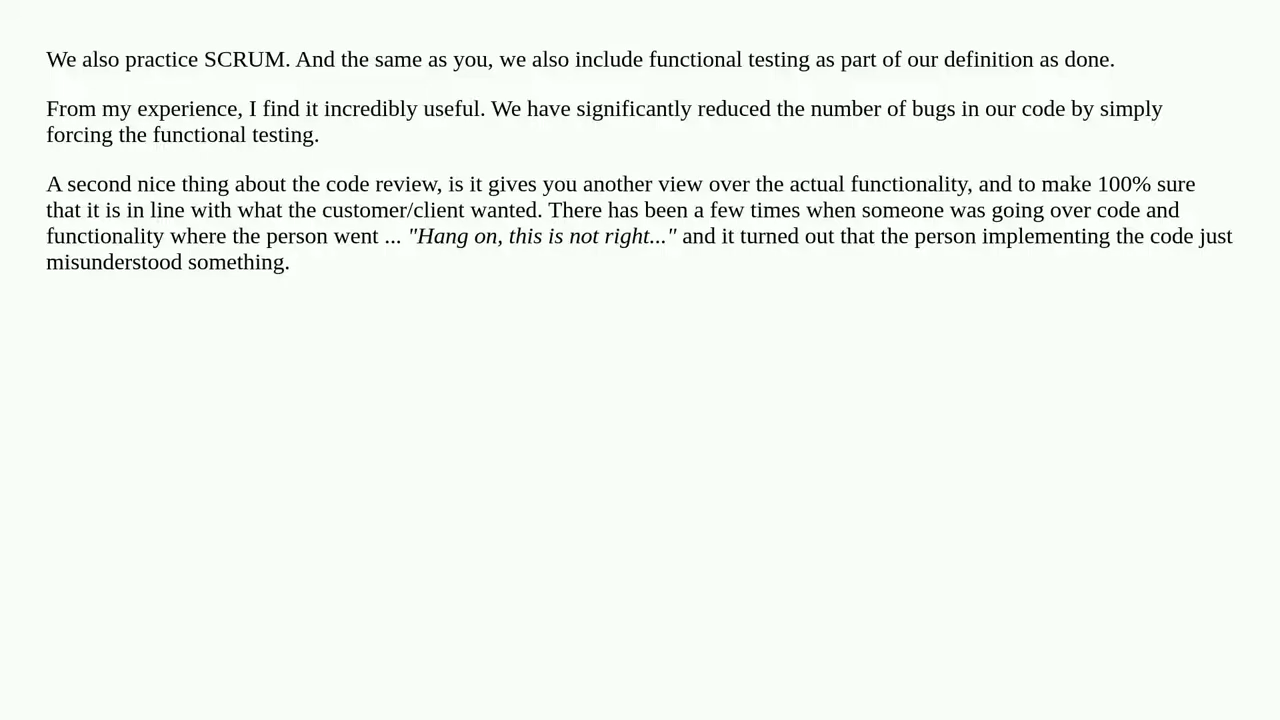 We also practice SCRUM. And the same as you, we also include functional testing as part of our definition as done.
From my experience, I find it incredibly useful. We have significantly reduced the number of bugs in our code by simply
forcing the functional testing.
A second nice thing about the code review, is it gives you another view over the actual functionality, and to make 100% sure
that it is in line with what the customer/client wanted. There has been a few times when someone was going over code and
functionality where the person went ... "Hang on, this is not right..." and it turned out that the person implementing the code just
misunderstood something.